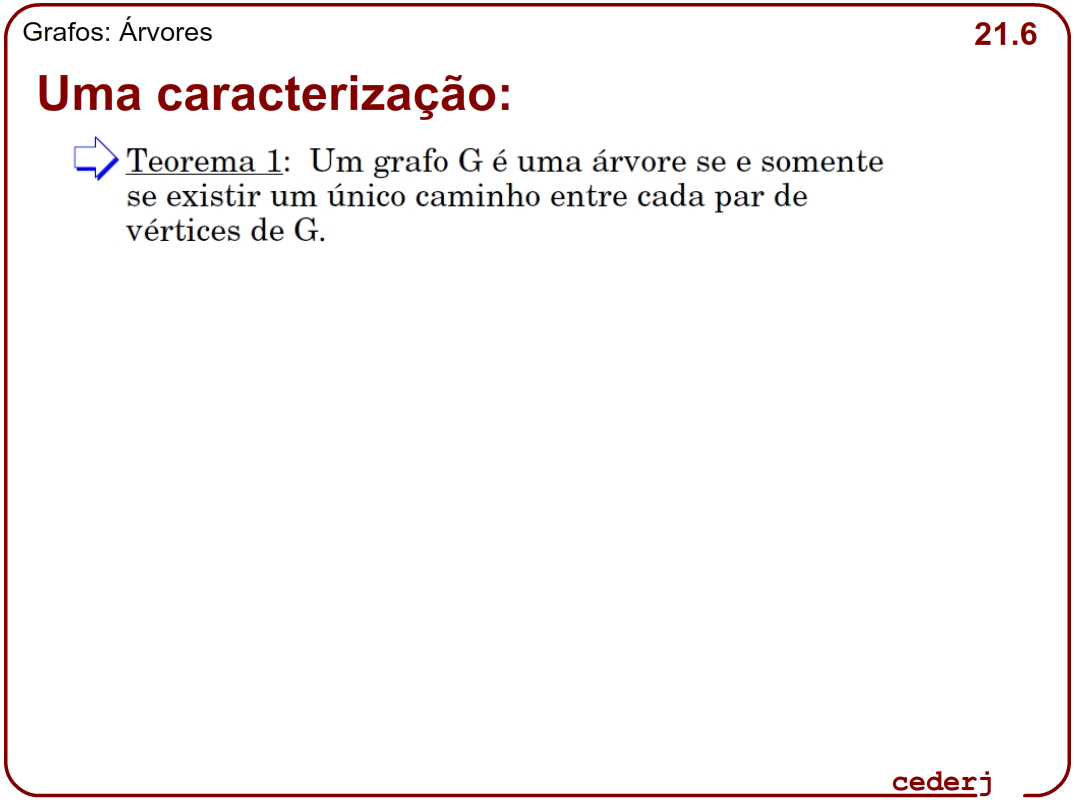 Grafos: Árvores
21.6
Uma caracterização:
Teorema 1: Um grafo G é uma árvore se e somente
se existir um único caminho entre cada par de
vértices de G.
cederj